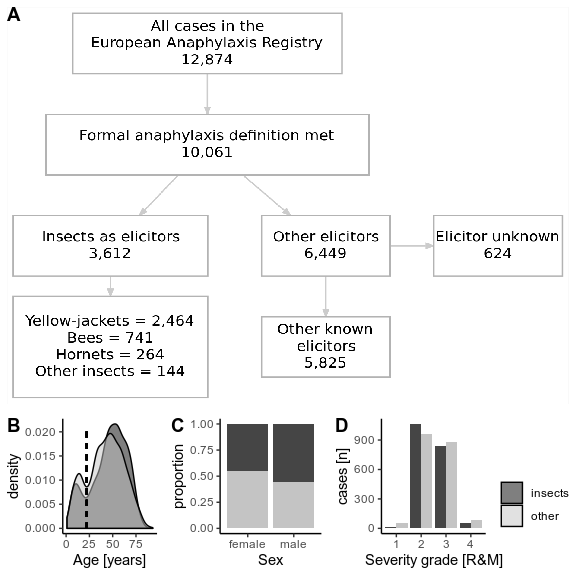 A
All cases in the
European Anaphylaxis Registry
12,874
Formal anaphylaxis definition met
10,061
Insects as elicitors
3,612
Other elicitors
6,449
Elicitor unknown
624
Yellow-jackets = 2,464
Bees = 741
Hornets = 264
Other insects = 144
Other known
elicitors
5,825
B
density
0.020
0.015
0.010
0.005
0.000
0 25 50 75
Age [years]
C
proportion
1.00
0.75
0.50
0.25
0.00
female male
Sex
D
cases [n]
900
600
300
0
1 2 3 4
Severity grade [R&M]
insects
other